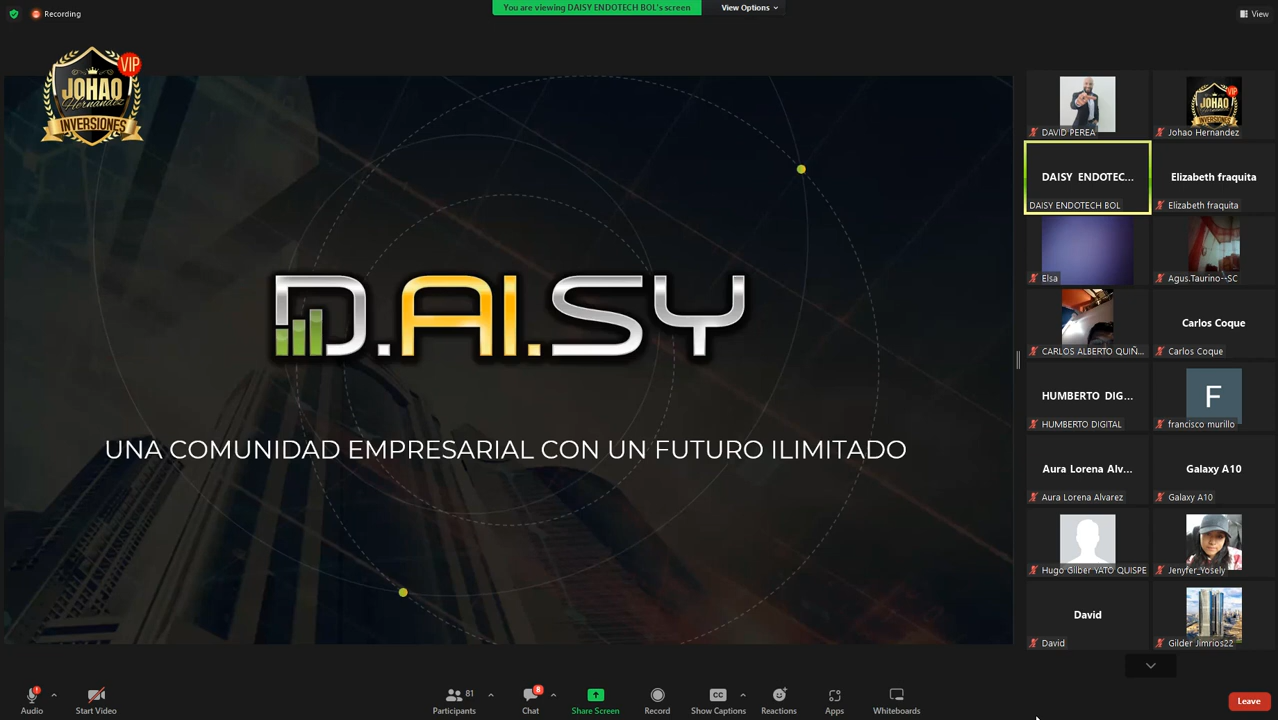 Recording
You are viewing DAISY ENDOTECH BOL's screen
View Options
View
VIP
JOHAO
Hernandez
INVERSIONES
D.AI.SY
UNA COMUNIDAD EMPRESARIAL CON UN FUTURO ILIMITADO
DAVID PEREA
VIP
JOHAO
INVERSIONES
Johao Hernandez
DAISY ENDOTEC...
DAISY ENDOTECH BOL
Elizabeth fraquita
Elizabeth fraquita
Elsa
Agus.Taurino--SC
CARLOS ALBERTO QUIÑ...
Carlos Coque
Carlos Coque
HUMBERTO DIG...
HUMBERTO DIGITAL
F
francisco murillo
Aura Lorena Alv...
Aura Lorena Alvarez
Galaxy A10
Galaxy A10
Hugo Gilber YATO QUISPE
Jenyfer_Yosely
David
David
Gilder Jimrios22
Audio
Start Video
81
Participants
8
Chat
Share Screen
Record
CC
Show Captions
Reactions
Apps
Whiteboards
Leave